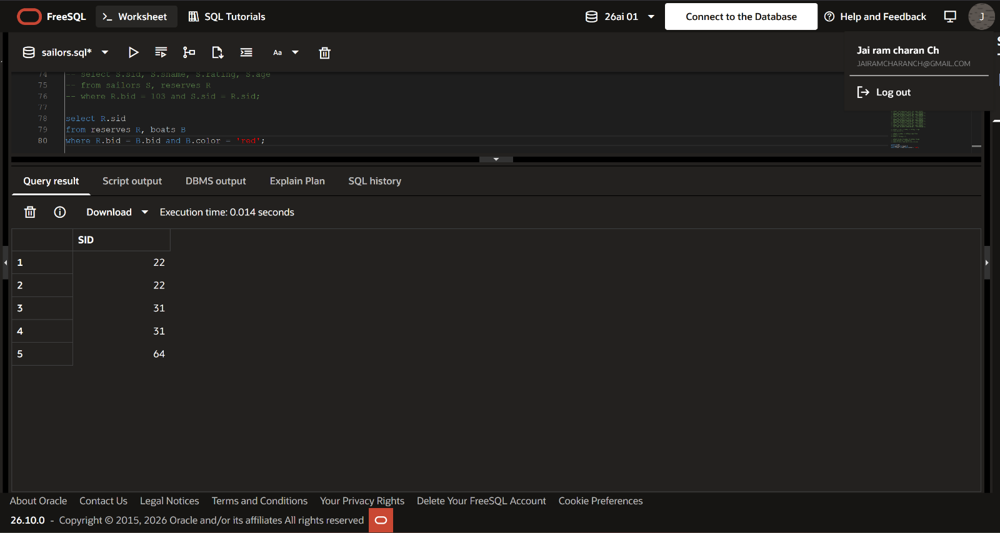 FreeSQL
Worksheet
SQL Tutorials
26ai 01
Connect to the Database
Help and Feedback
J
sailors.sql*
Aa
Jai ram charan Ch
JAIRAMCHARANCH@GMAIL.COM
Log out
74 -- select S.sid, S.sname, S.rating, S.age
75 -- from sailors S, reserves R
76 -- where R.bid = 103 and S.sid = R.sid;
77
78 select R.sid
79 from reserves R, boats B
80 where R.bid = B.bid and B.color = 'red';
Query result
Script output
DBMS output
Explain Plan
SQL history
Download
Execution time: 0.014 seconds
SID
1 22
2 22
3 31
4 31
5 64
About Oracle
Contact Us
Legal Notices
Terms and Conditions
Your Privacy Rights
Delete Your FreeSQL Account
Cookie Preferences
26.10.0 - Copyright © 2015, 2026 Oracle and/or its affiliates All rights reserved